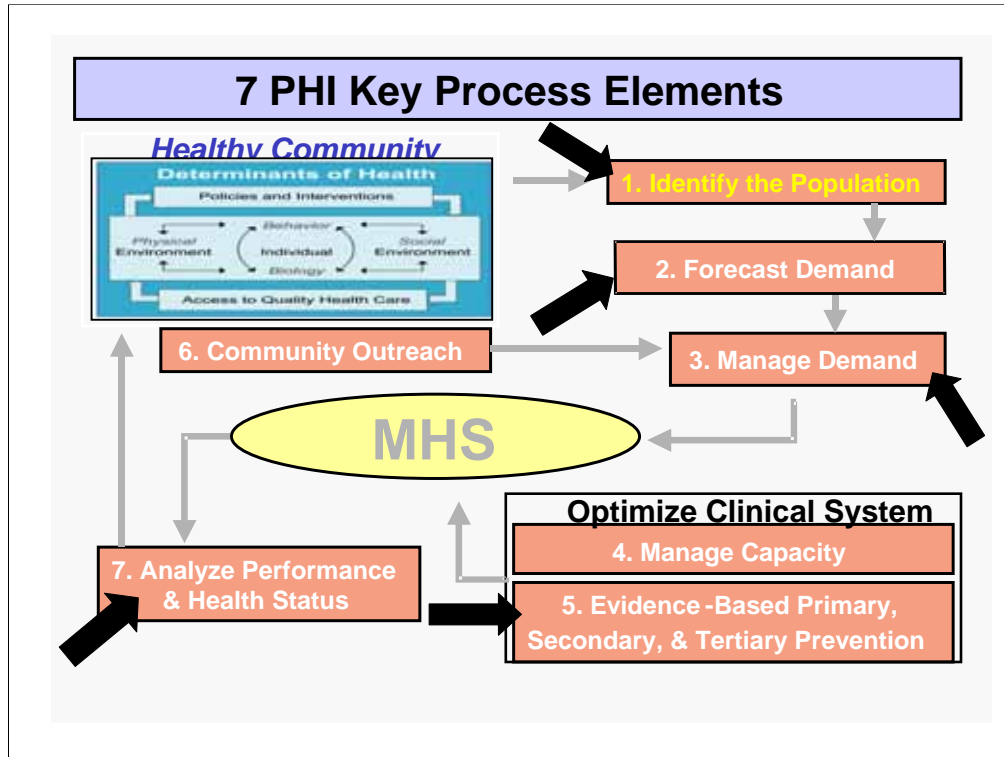 7 PHI Key Process Elements
Healthy Community
Determinants of Health
Policies and Interventions
Behavior
Physical
Environment
Individual
Social
Environment
Biology
Access to Quality Health Care
1. Identify the Population
2. Forecast Demand
6. Community Outreach
3. Manage Demand
MHS
Optimize Clinical System
4. Manage Capacity
7. Analyze Performance
& Health Status
5. Evidence-Based Primary,
Secondary, & Tertiary Prevention